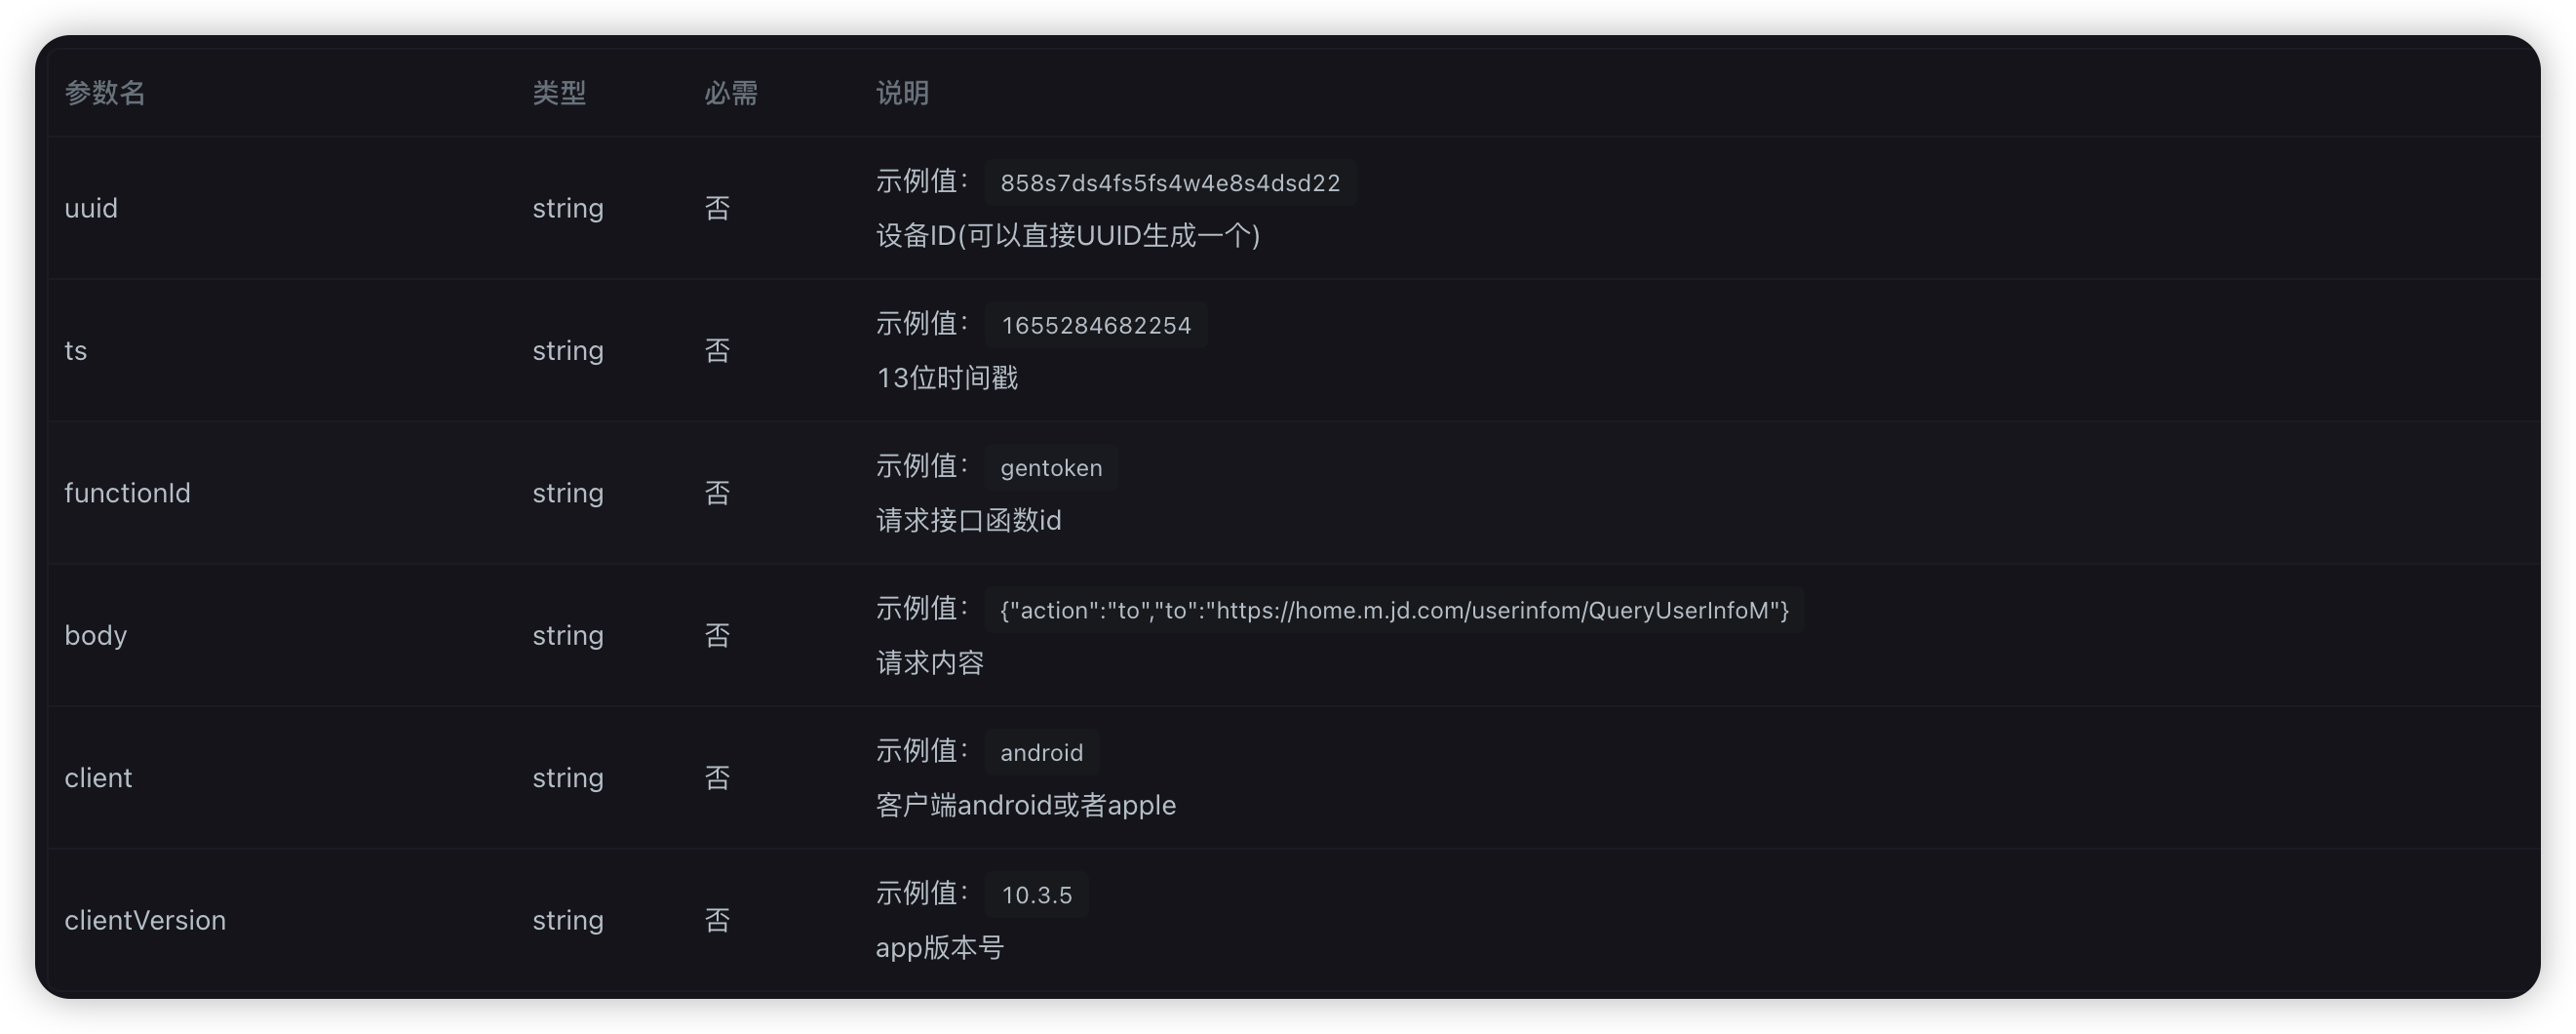 参数名 类型 必需 说明
示例值： 858s7ds4fs5fs4w4e8s4dsd22
uuid string 否
设备ID(可以直接UUID生成一个)
示例值： 1655284682254
ts string 否
13位时间戳
示例值： gentoken
functionId string 否
请求接口函数id
示例值： {"action":"to","to":"https://home.m.jd.com/userinfom/QueryUserInfoM"}
body string 否
请求内容
示例值： android
client string 否
客户端android或者apple
示例值： 10.3.5
clientVersion string 否
app版本号